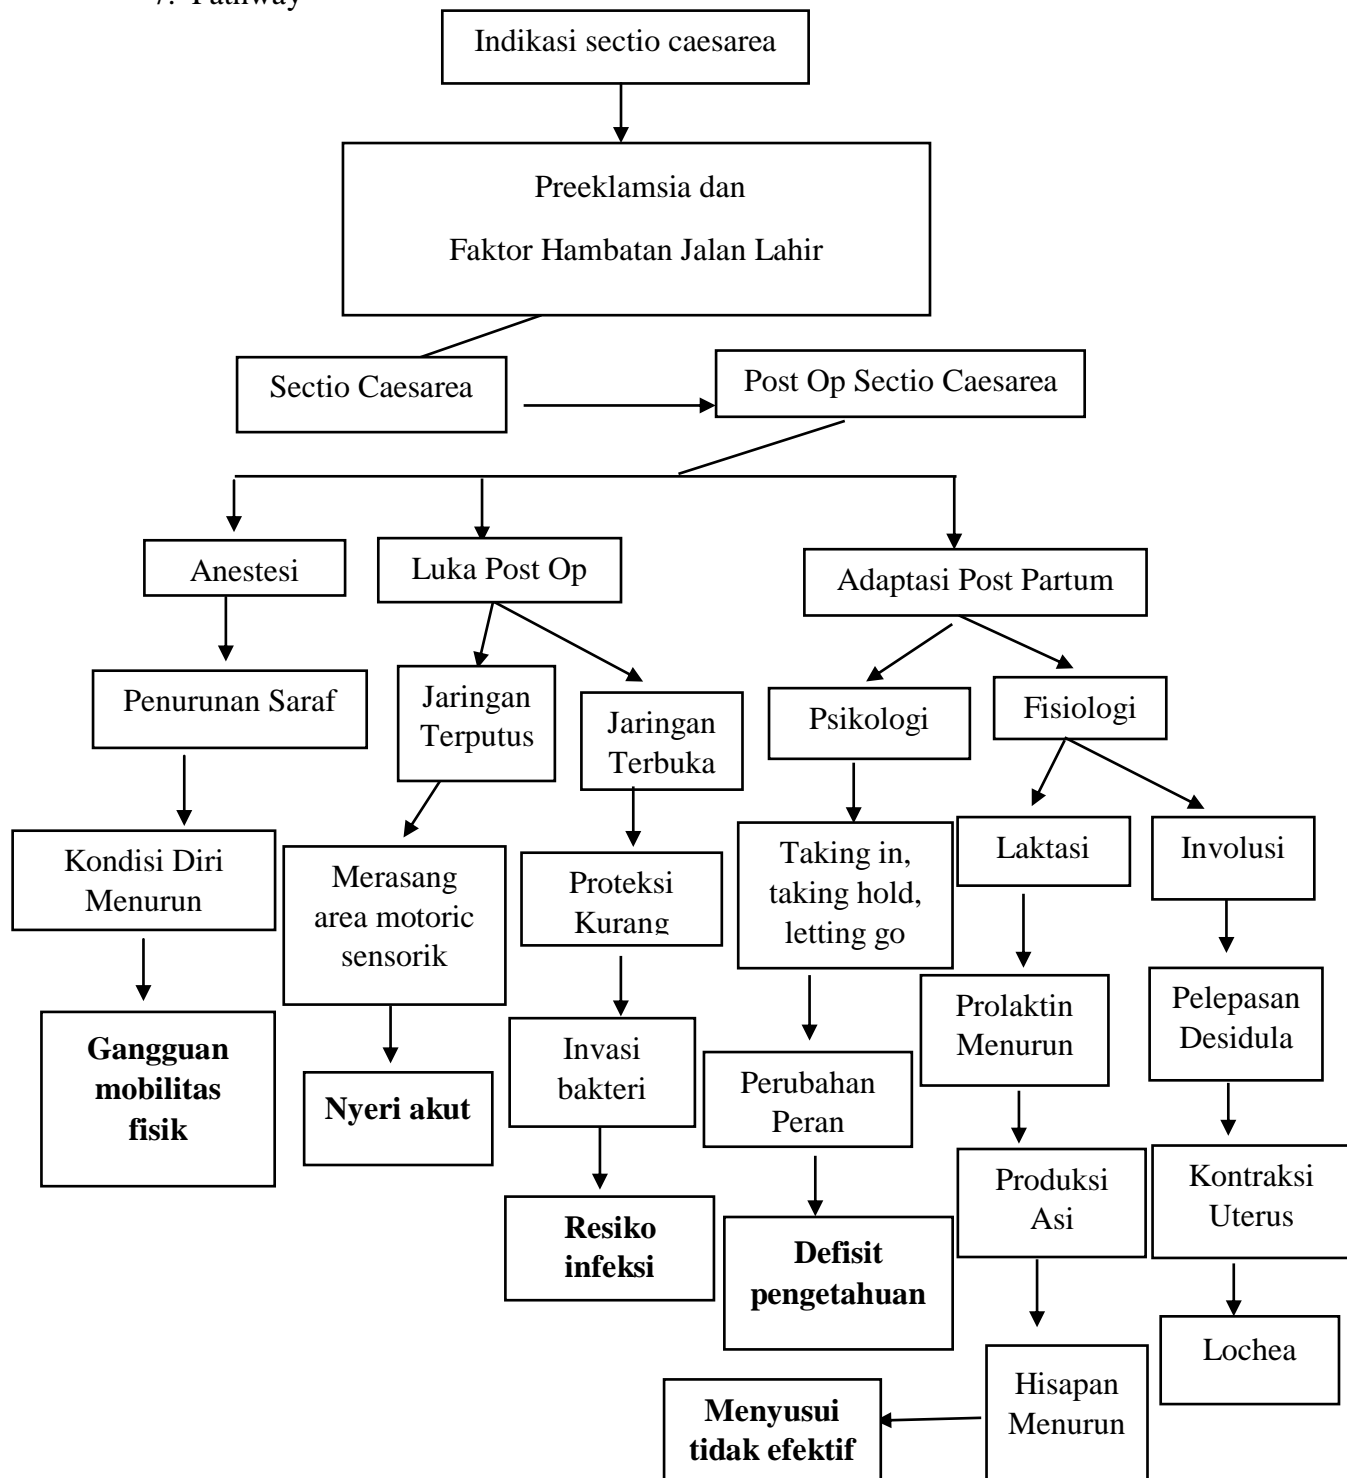 7. Pathway
Indikasi sectio caesarea
Preeklamsia dan
Faktor Hambatan Jalan Lahir
Sectio Caesarea
Post Op Sectio Caesarea
Anestesi
Luka Post Op
Adaptasi Post Partum
Penurunan Saraf
Jaringan
Terputus
Jaringan
Terbuka
Psikologi
Fisiologi
Kondisi Diri
Menurun
Merasang
area motoric
sensorik
Proteksi
Kurang
Taking in,
taking hold,
letting go
Laktasi
Involusi
Gangguan
mobilitas
fisik
Nyeri akut
Invasi
bakteri
Perubahan
Peran
Prolaktin
Menurun
Pelepasan
Desidula
Resiko
infeksi
Defisit
pengetahuan
Produksi
Asi
Kontraksi
Uterus
Menyusui
tidak efektif
Hisapan
Menurun
Lochea